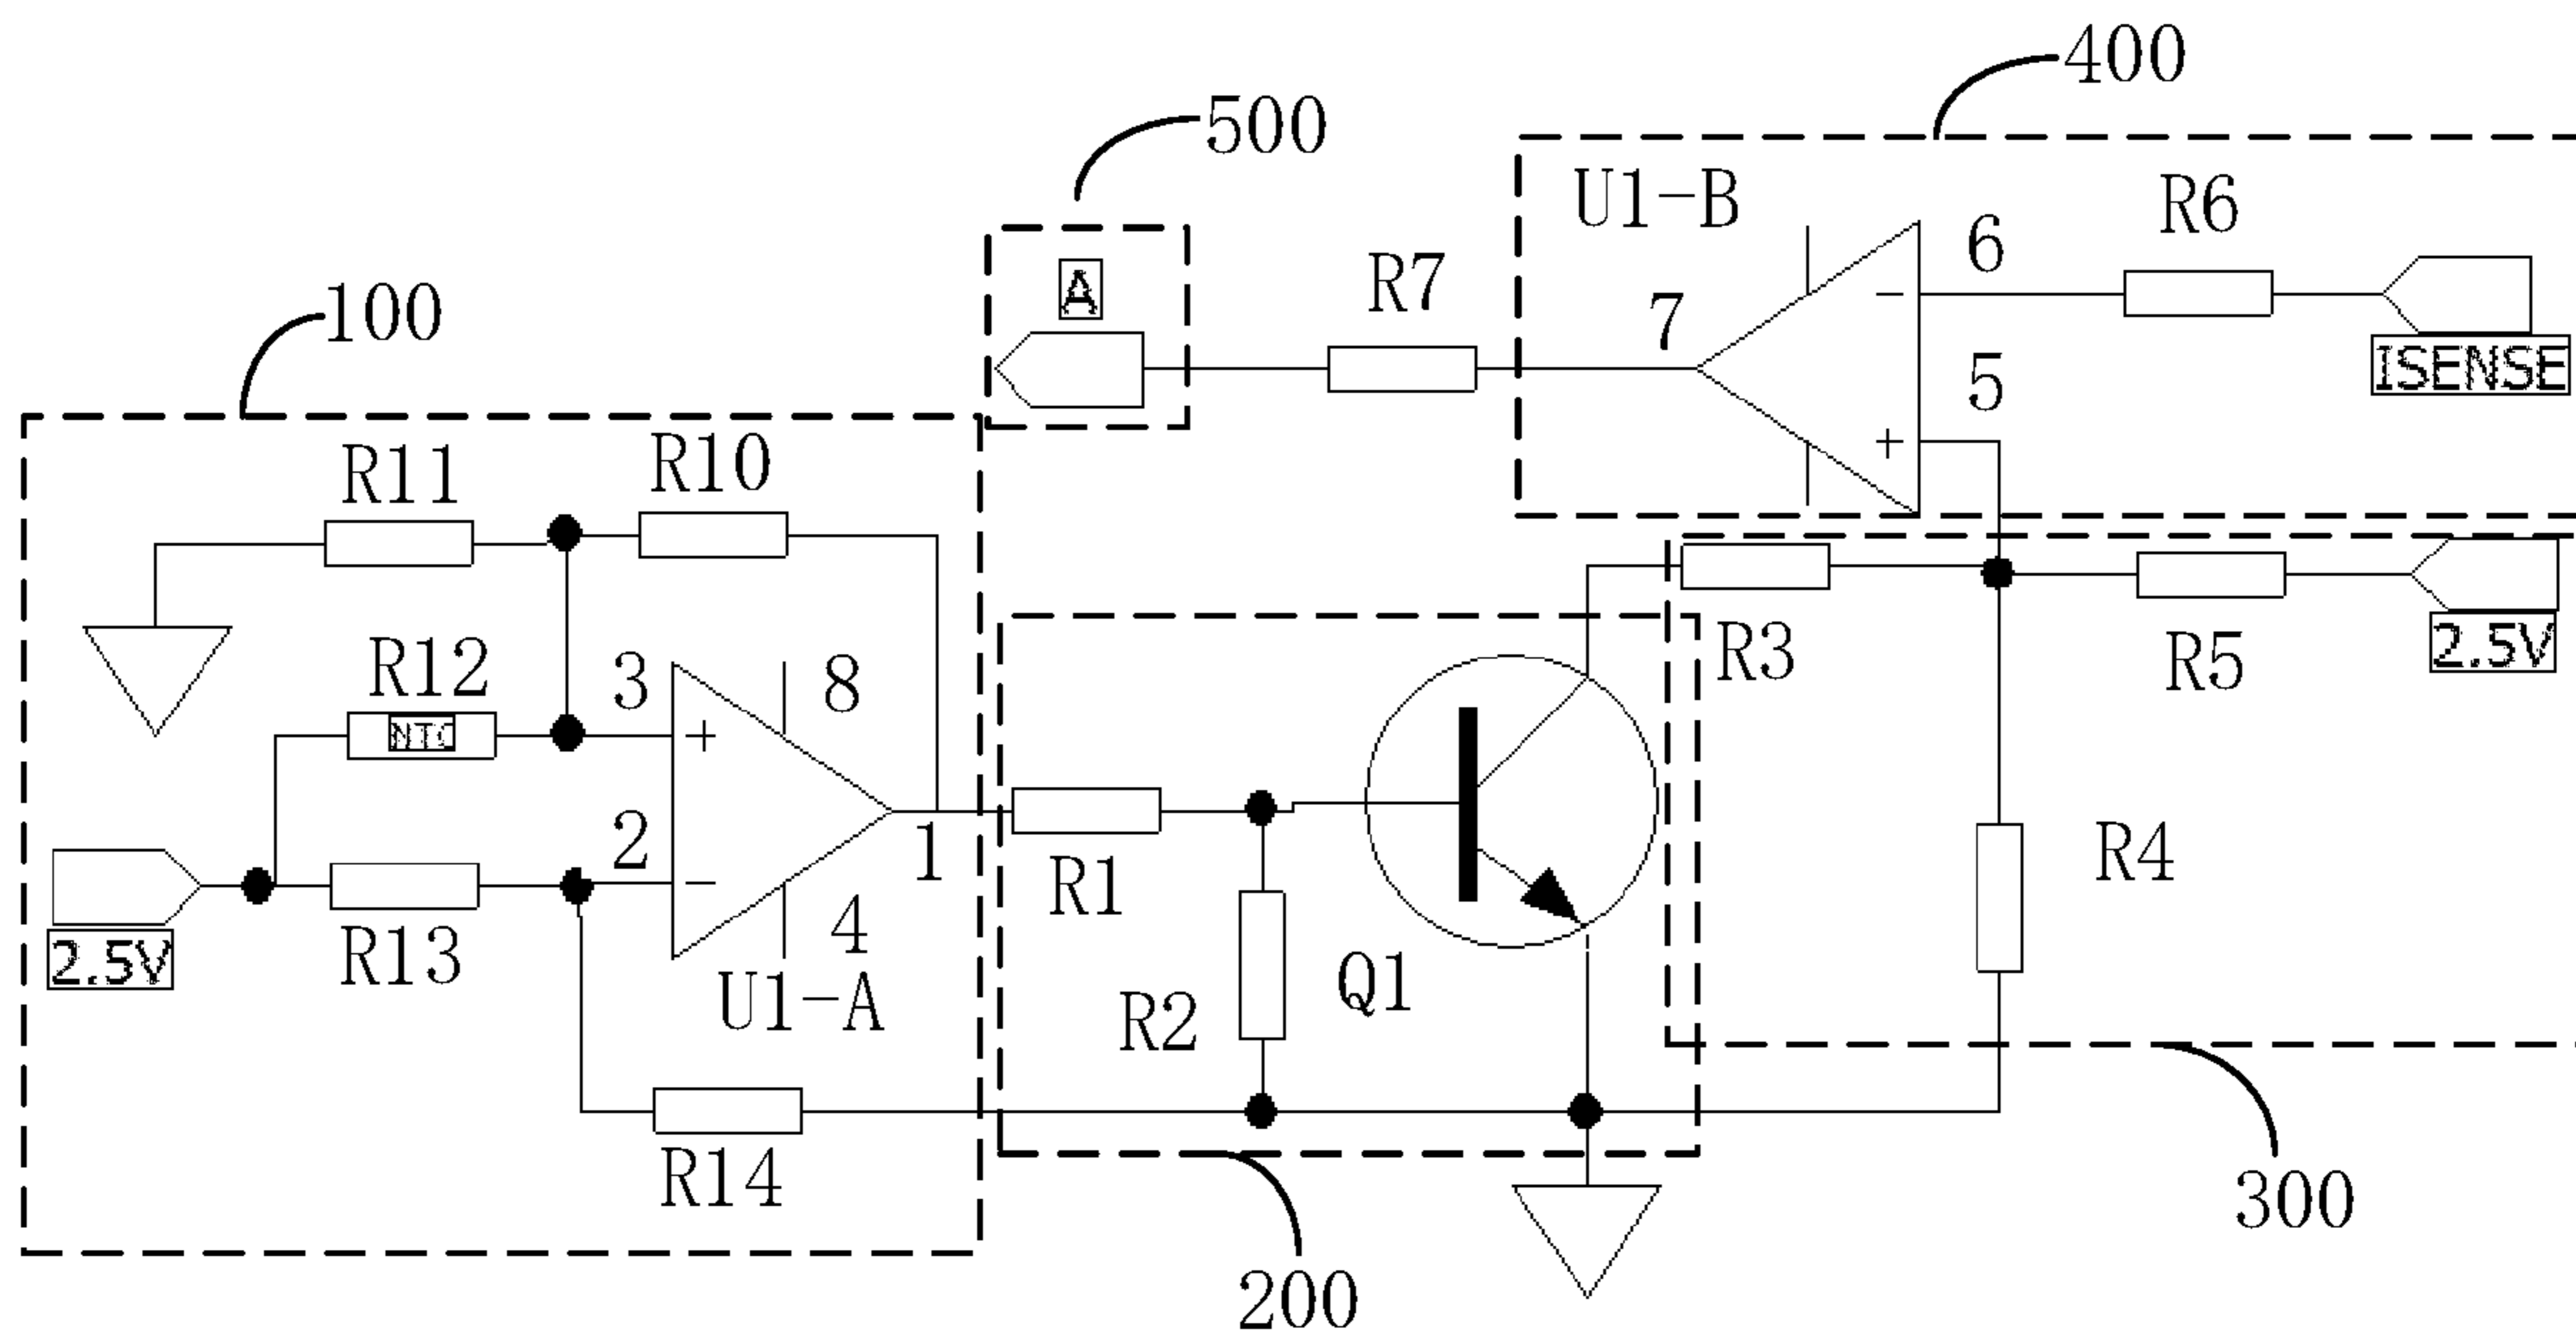 400
500
U1-B
R6
6
R7
7
ISENSE
5
A
100
R11
R10
R12
NTC
3
8
R3
R5
2.5V
2
1
R1
R4
2.5V
R13
4
U1-A
R2
Q1
R14
300
200